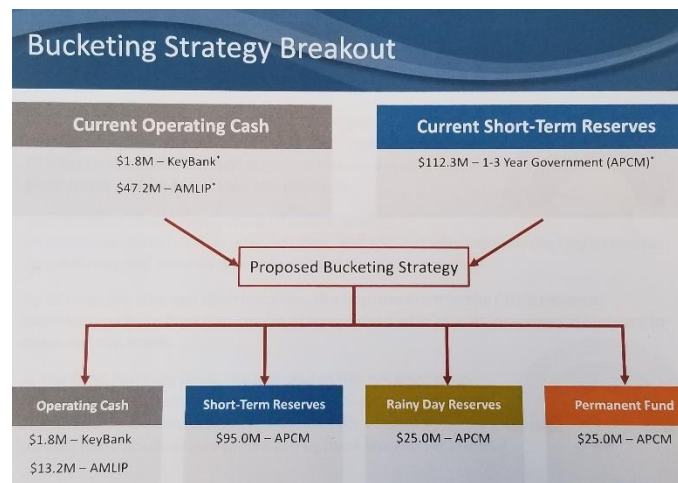 Bucketing Strategy Breakout
Current Operating Cash
$1.8M – KeyBank*
$47.2M – AMLIP*
Current Short-Term Reserves
$112.3M – 1-3 Year Government (APCM)*
Proposed Bucketing Strategy
Operating Cash
$1.8M – KeyBank
$13.2M – AMLIP
Short-Term Reserves
$95.0M – APCM
Rainy Day Reserves
$25.0M – APCM
Permanent Fund
$25.0M – APCM